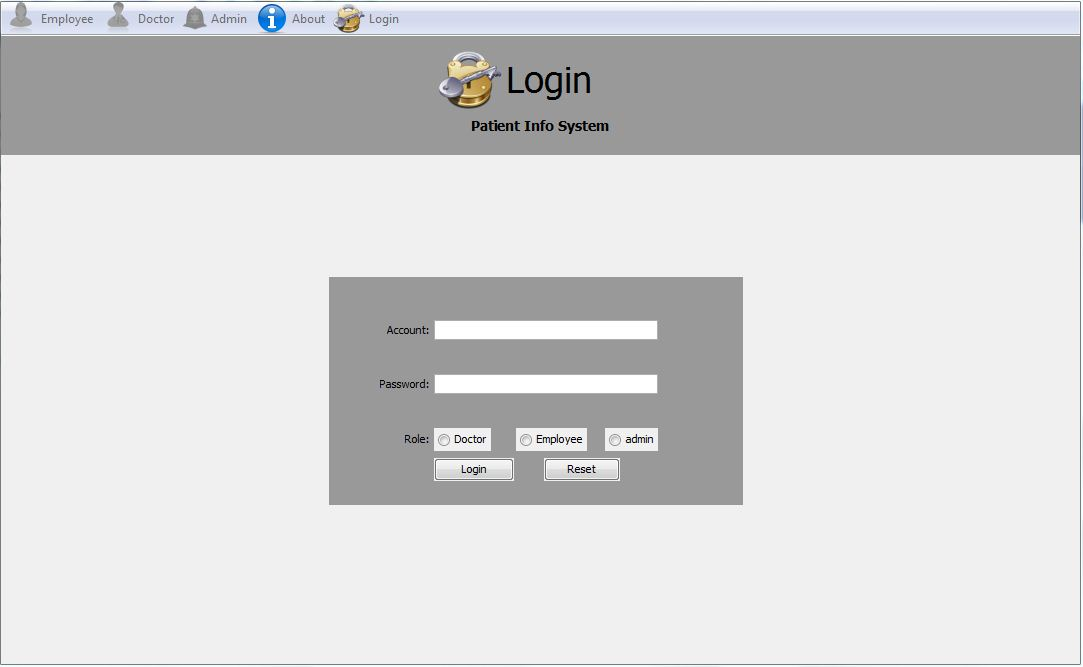 Employee Doctor Admin About Login
Login
Patient Info System
Account:
Password:
Role: Doctor Employee admin
Login Reset